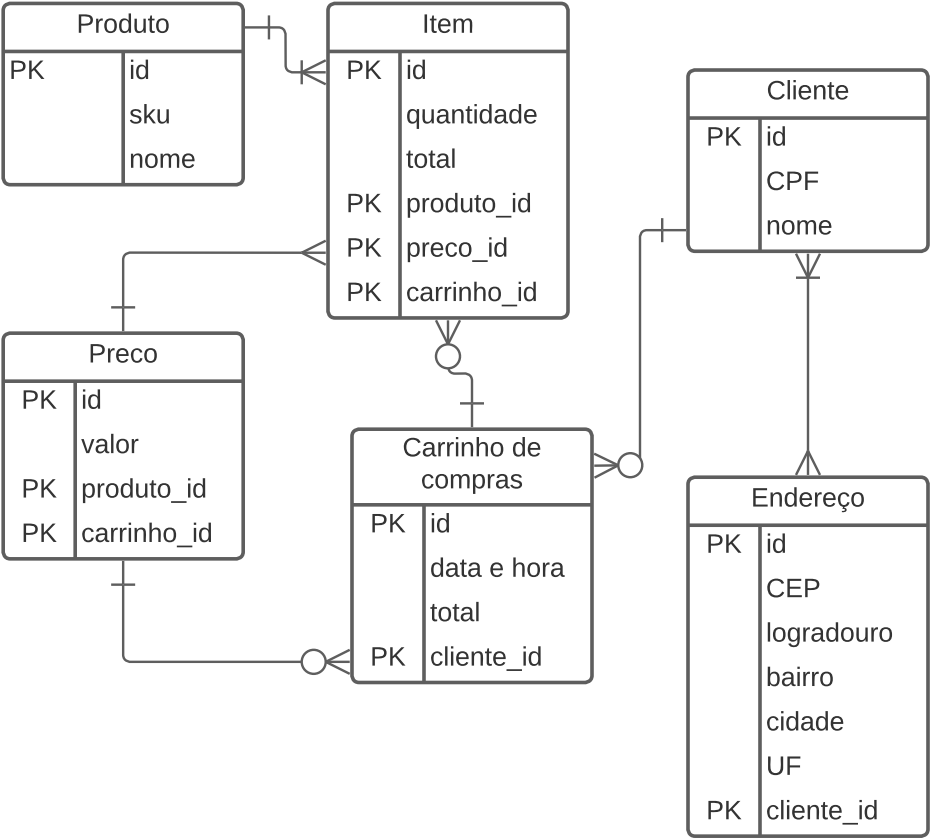 Produto
PK id
sku
nome
Item
PK id
quantidade
total
PK produto_id
PK preco_id
PK carrinho_id
Cliente
PK id
CPF
nome
Preco
PK id
valor
PK produto_id
PK carrinho_id
Carrinho de
compras
PK id
data e hora
total
PK cliente_id
Endereço
PK id
CEP
logradouro
bairro
cidade
UF
PK cliente_id